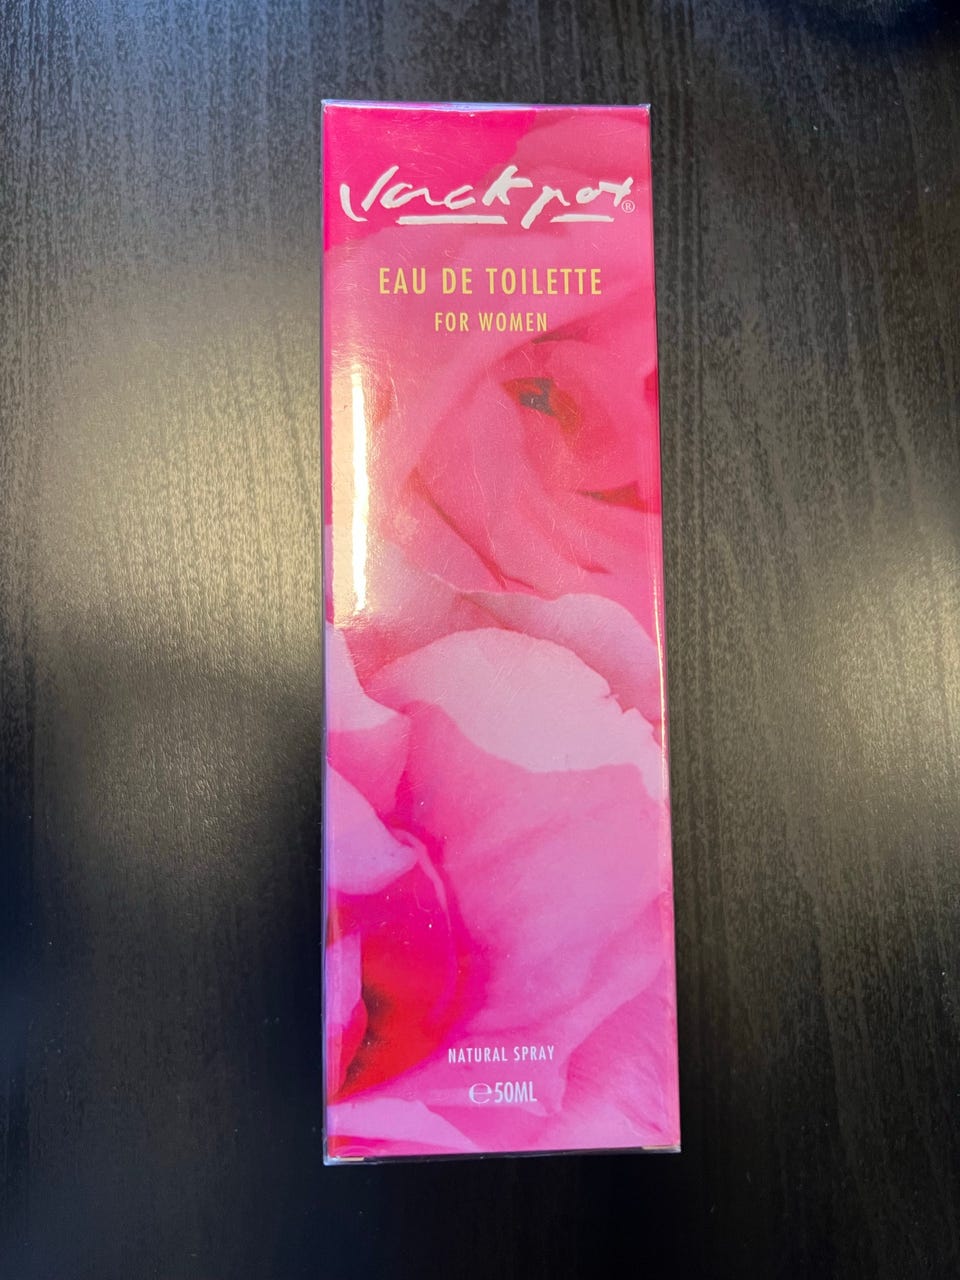 Jackpot®
EAU DE TOILETTE
FOR WOMEN
NATURAL SPRAY
℮50ML